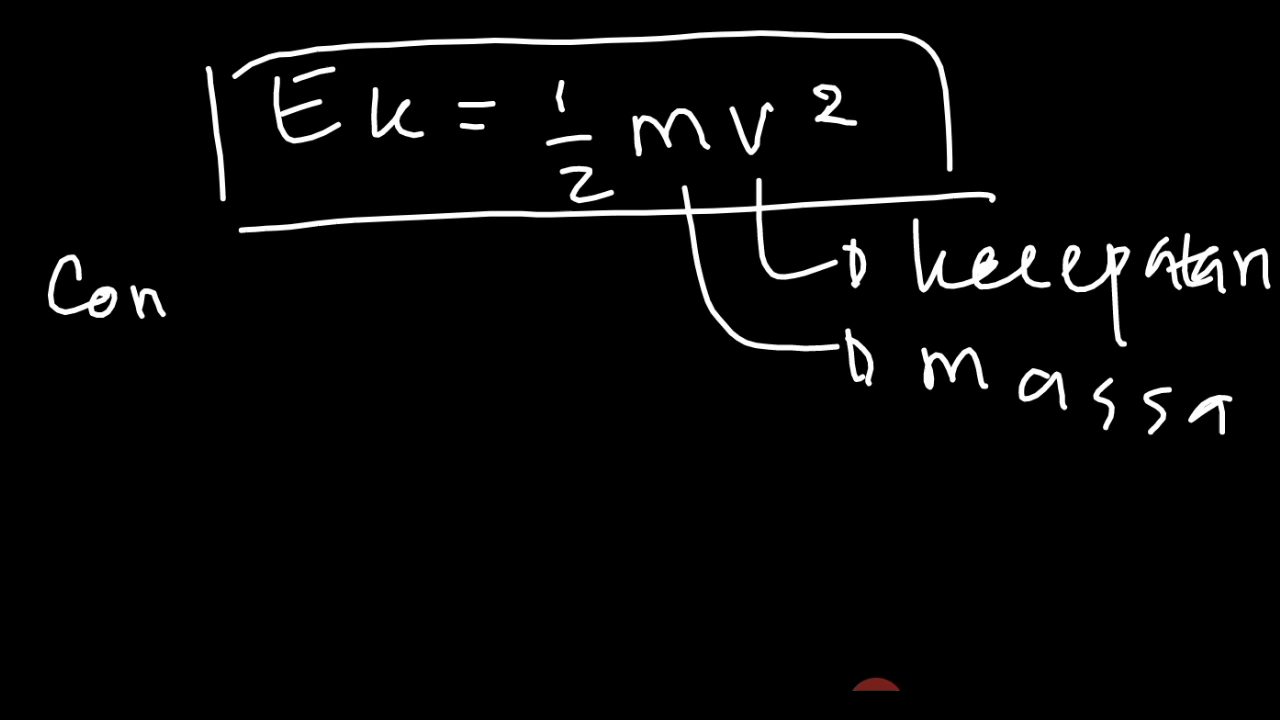 Ek = 1/2 mv²
kecepatan
Con
massa